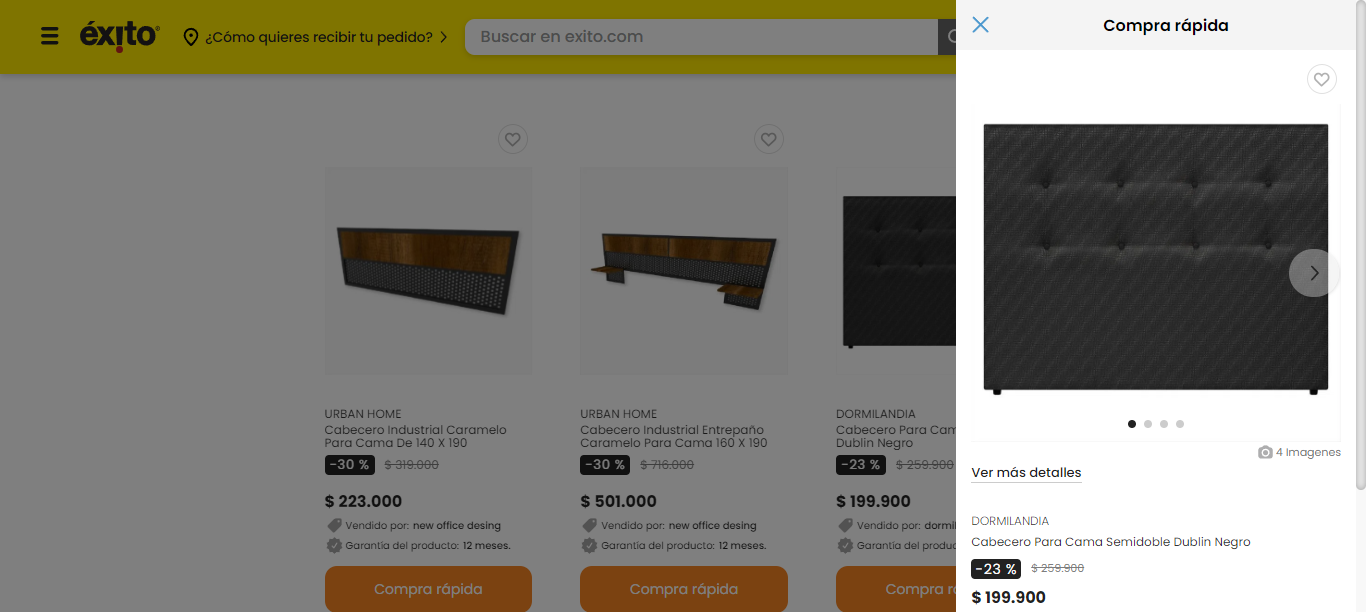 éxito
¿Cómo quieres recibir tu pedido?
Buscar en exito.com
URBAN HOME
Cabecero Industrial Caramelo
Para Cama De 140 X 190
-30 % $ 319.000
$ 223.000
Vendido por: new office desing
Garantía del producto: 12 meses.
Compra rápida
URBAN HOME
Cabecero Industrial Entrepaño
Caramelo Para Cama 160 X 190
-30 % $ 716.000
$ 501.000
Vendido por: new office desing
Garantía del producto: 12 meses.
Compra rápida
DORMILANDIA
Cabecero Para Cam
Dublin Negro
-23 % $ 259.900
$ 199.900
Vendido por: dormil
Garantía del produc
Compra r
Compra rápida
4 Imagenes
Ver más detalles
DORMILANDIA
Cabecero Para Cama Semidoble Dublin Negro
-23 % $ 259.900
$ 199.900